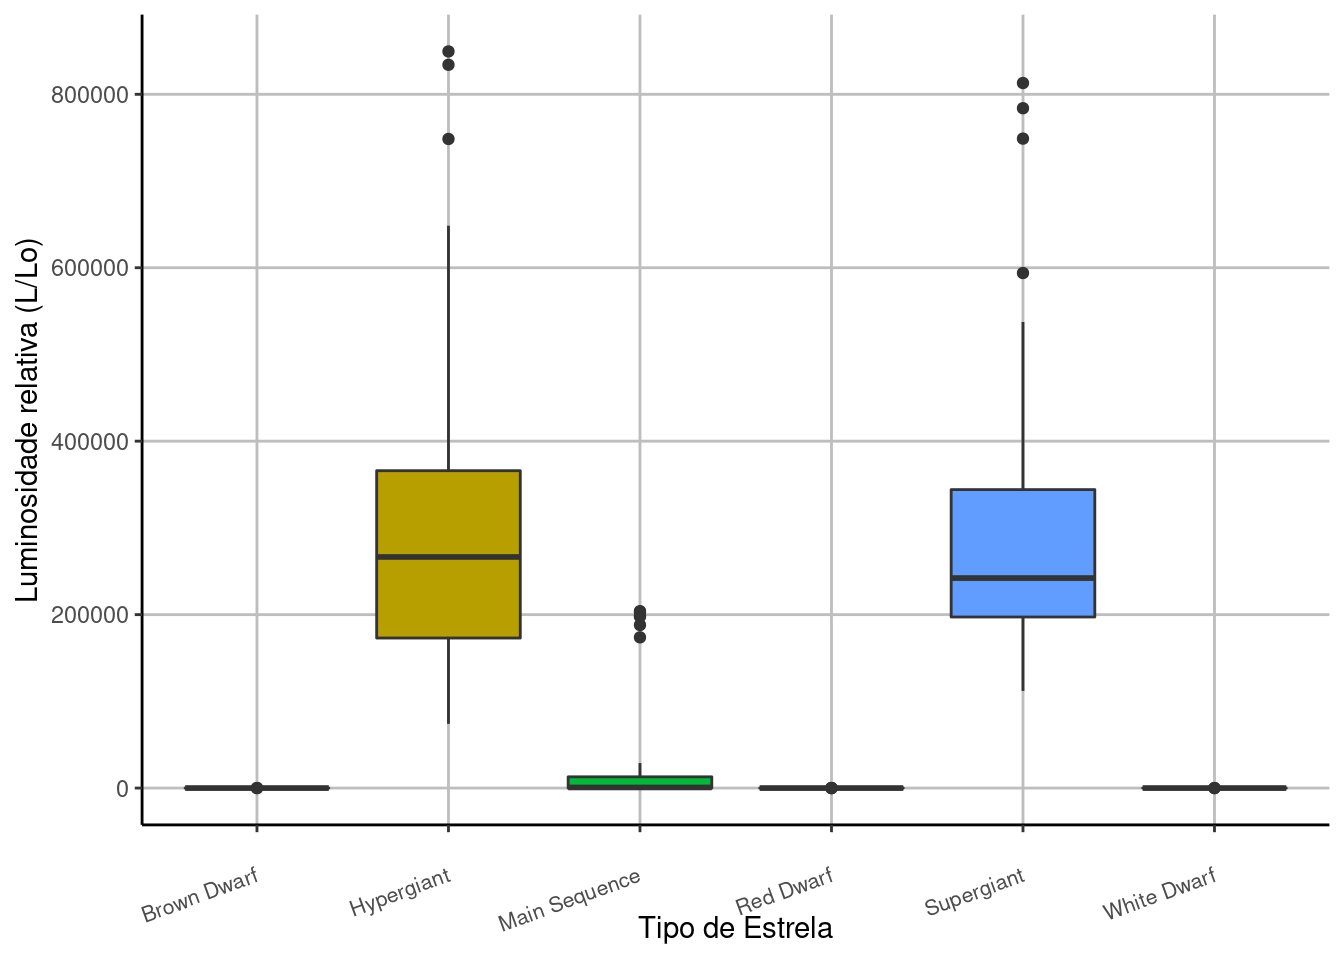 Luminosidade relativa (L/Lo)
800000
600000
400000
200000
0
Brown Dwarf
Hypergiant
Main Sequence
Red Dwarf
Supergiant
White Dwarf
Tipo de Estrela